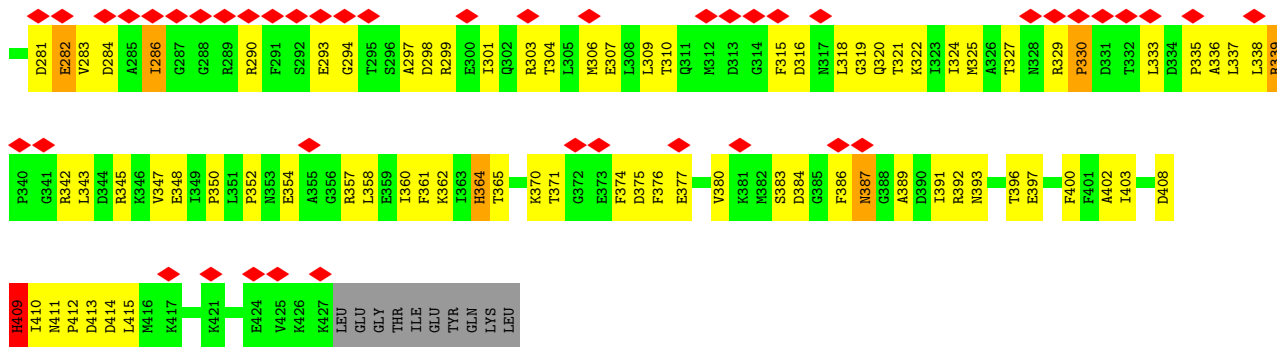 D281 E282 V283 D284 A285 I286 G287 G288 R289 R290 F291 S292 E293 G294 T295 S296 A297 D298 R299 E300 I301 Q302 R303 T304 L305 M306 E307 L308 L309 T310 Q311 M312 D313 G314 F315 D316 N317 L318 G319 Q320 T321 K322 I323 I324 M325 A326 T327 N328 R329 P330 D331 T332 L333 D334 P335 A336 L337 L338 R339
P340 G341 R342 L343 D344 R345 K346 V347 E348 I349 P350 L351 P352 N353 E354 A355 G356 R357 L358 E359 I360 F361 K362 I363 H364 T365 K370 T371 G372 E373 F374 D375 F376 E377 V380 K381 M382 S383 D384 G385 F386 N387 G388 A389 D390 I391 R392 N393 T396 E397 F400 F401 A402 I403 D408
H409 I410 N411 P412 D413 D414 L415 M416 K417 K421 E424 V425 K426 K427 LEU GLU GLY THR ILE GLU TYR GLN LYS LEU